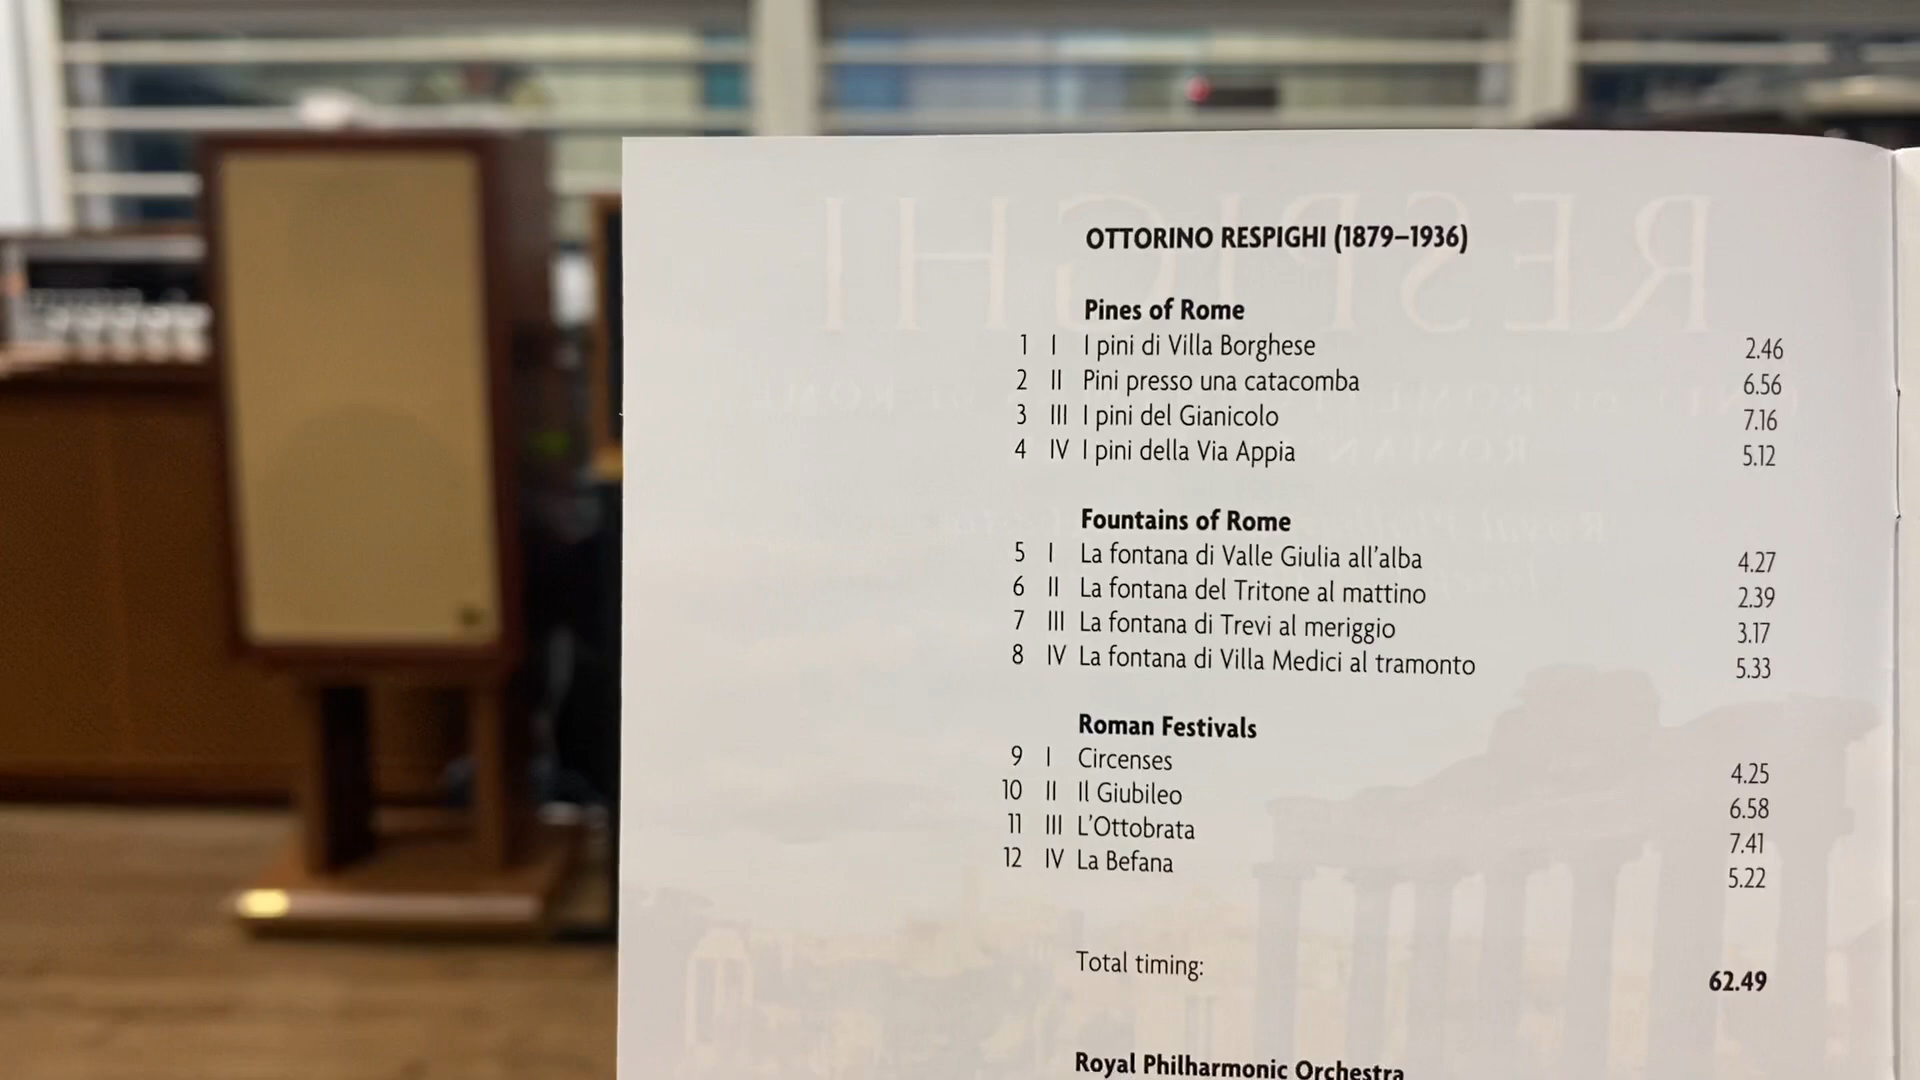 OTTORINO RESPIGHI (1879–1936)
Pines of Rome
1 I I pini di Villa Borghese 2.46
2 II Pini presso una catacomba 6.56
3 III I pini del Gianicolo 7.16
4 IV I pini della Via Appia 5.12
Fountains of Rome
5 I La fontana di Valle Giulia all’alba 4.27
6 II La fontana del Tritone al mattino 2.39
7 III La fontana di Trevi al meriggio 3.17
8 IV La fontana di Villa Medici al tramonto 5.33
Roman Festivals
9 I Circenses 4.25
10 II Il Giubileo 6.58
11 III L’Ottobrata 7.41
12 IV La Befana 5.22
Total timing: 62.49
Royal Philharmonic Orchestra